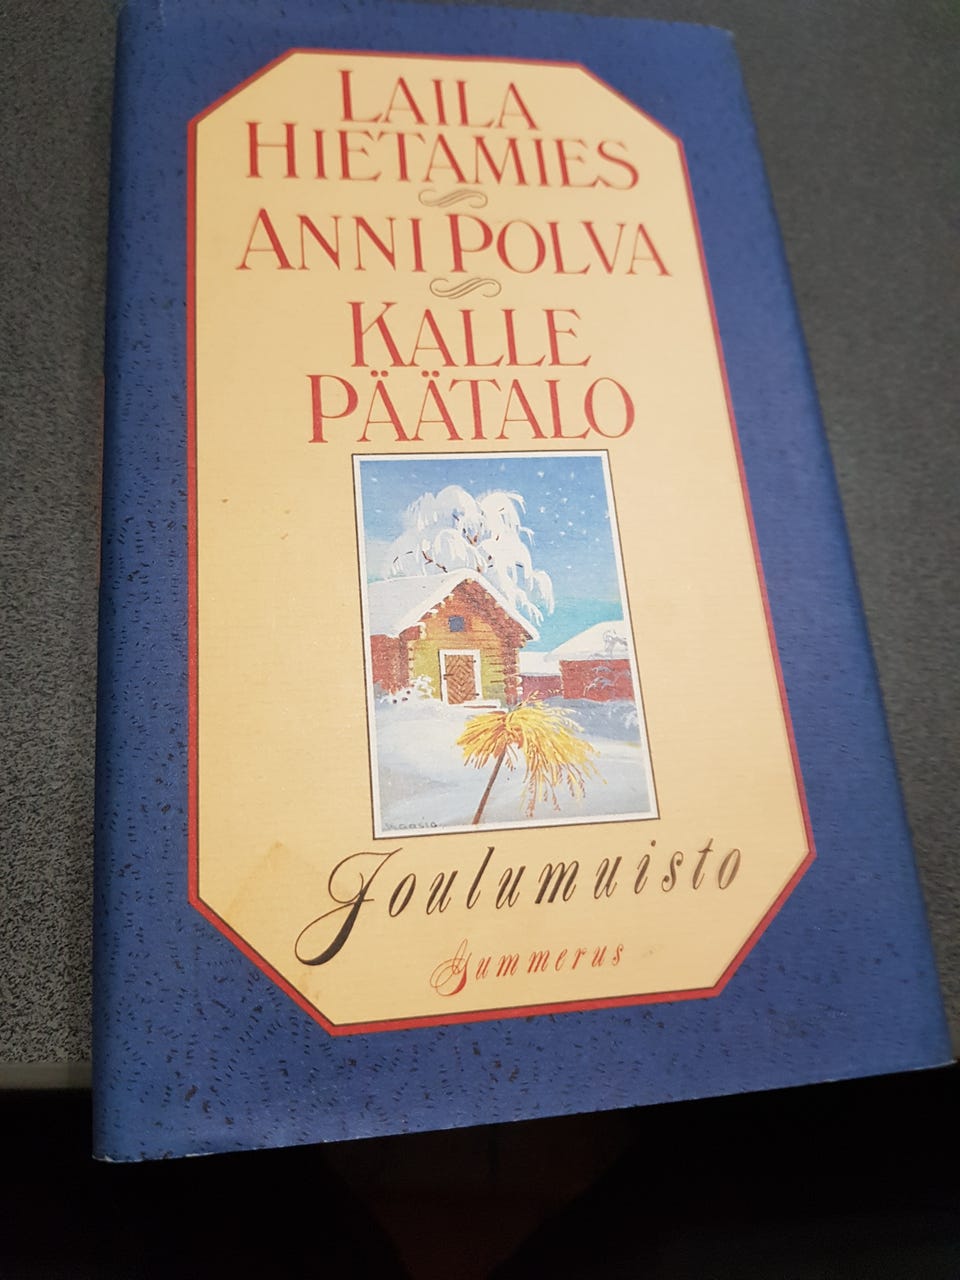 LAILA
HIETAMIES
ANNI POLVA
KALLE
PÄÄTALO
Joulumuisto
Gummerus